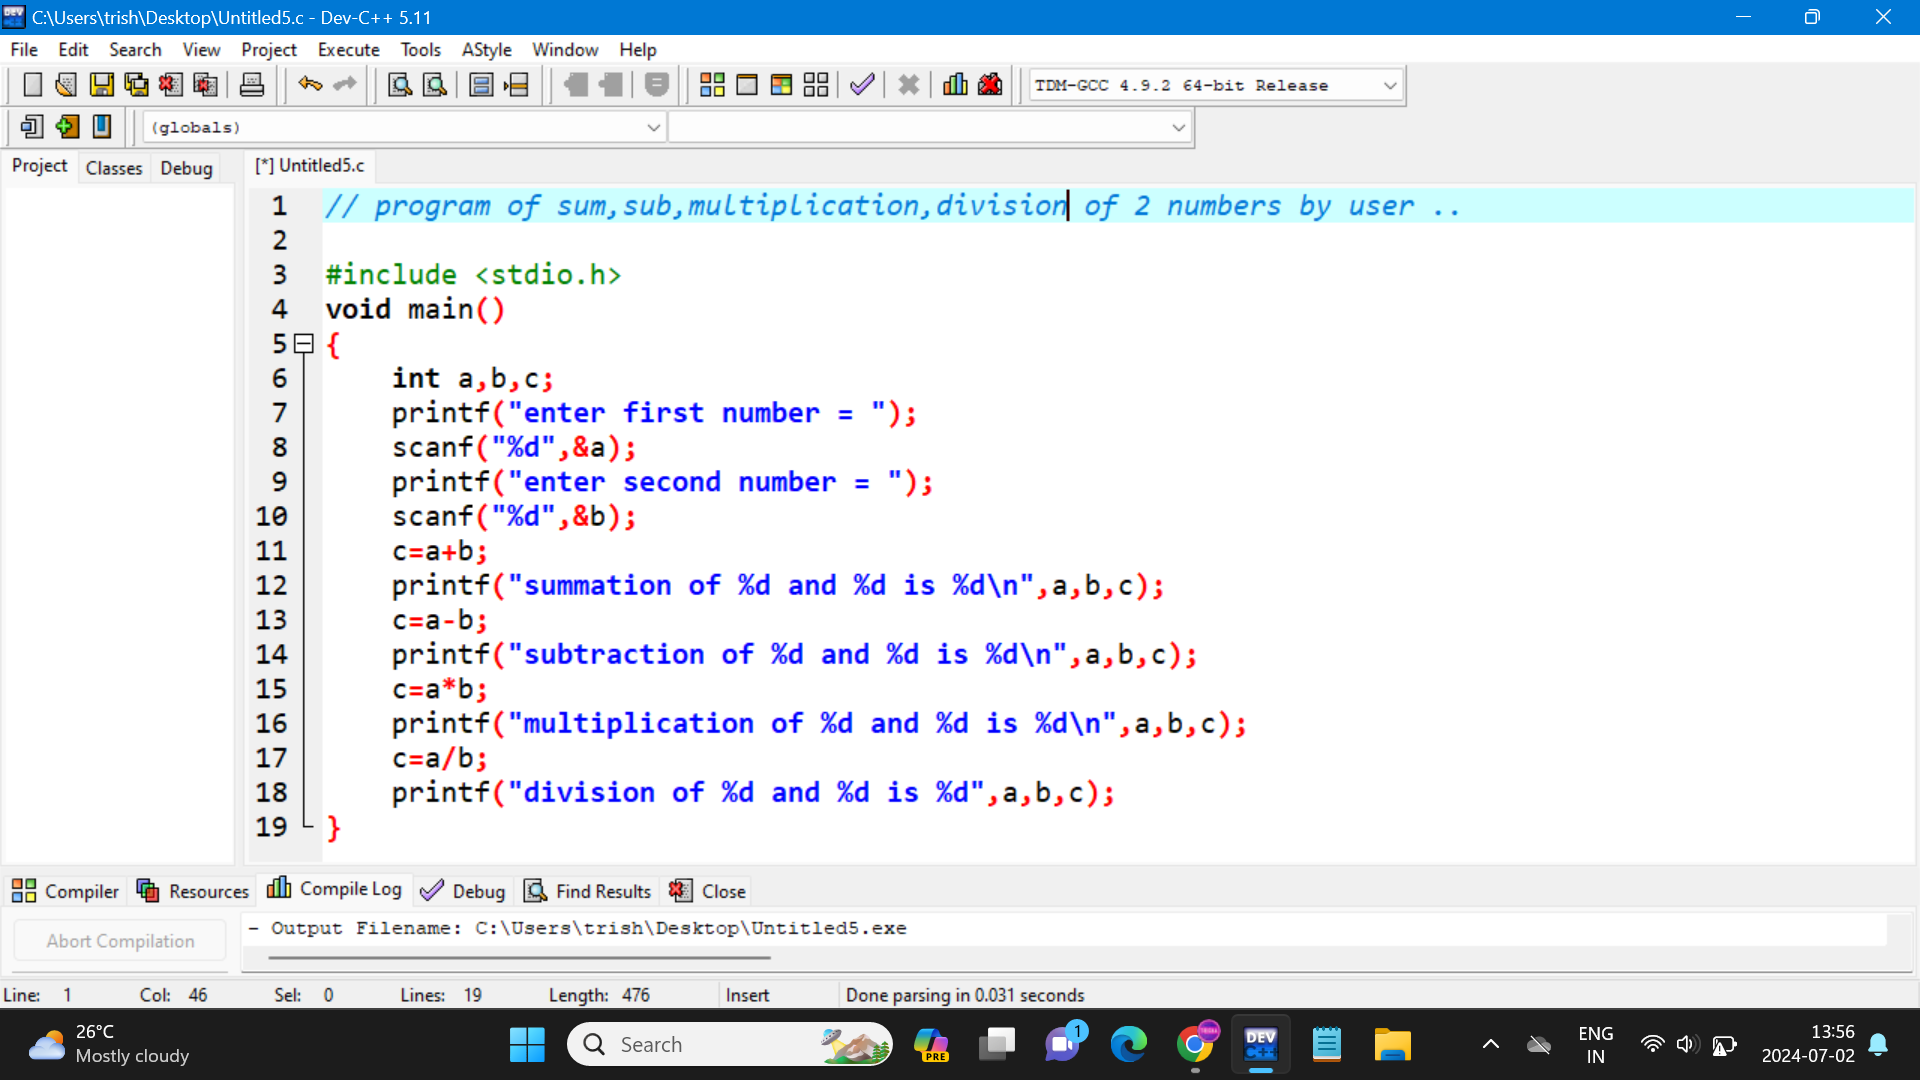 C:\Users\trish\Desktop\Untitled5.c - Dev-C++ 5.11
File Edit Search View Project Execute Tools AStyle Window Help
TDM-GCC 4.9.2 64-bit Release
(globals)
Project Classes Debug [*] Untitled5.c
1 // program of sum,sub,multiplication,division of 2 numbers by user ..
2
3 #include <stdio.h>
4 void main()
5 {
6 int a,b,c;
7 printf("enter first number = ");
8 scanf("%d",&a);
9 printf("enter second number = ");
10 scanf("%d",&b);
11 c=a+b;
12 printf("summation of %d and %d is %d\n",a,b,c);
13 c=a-b;
14 printf("subtraction of %d and %d is %d\n",a,b,c);
15 c=a*b;
16 printf("multiplication of %d and %d is %d\n",a,b,c);
17 c=a/b;
18 printf("division of %d and %d is %d",a,b,c);
19 }
Compiler Resources Compile Log Debug Find Results Close
Abort Compilation
- Output Filename: C:\Users\trish\Desktop\Untitled5.exe
Line: 1 Col: 46 Sel: 0 Lines: 19 Length: 476 Insert Done parsing in 0.031 seconds
26°C
Mostly cloudy
Search
PRE
1
DEV
C++
ENG
IN
13:56
2024-07-02